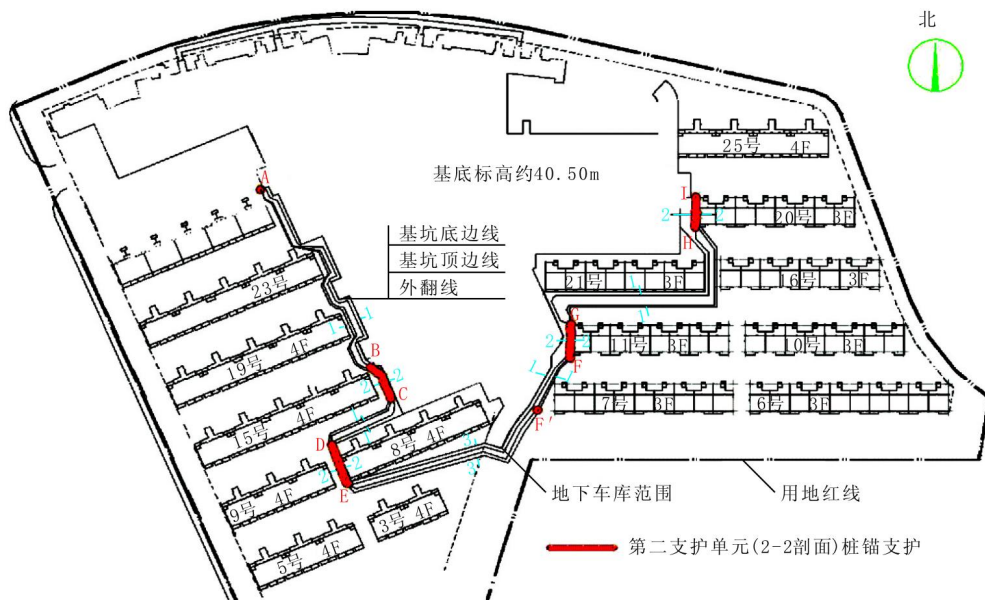 北
25号 4F
A
基底标高约40.50m
I
2 2
20号 3F
H
基坑底边线
基坑顶边线
外翻线
23号 4F
21号 3F
16号 3F
1
1
1 1
G
19号 4F
2 2
11号 3F
10号 3F
B
F
2 2
1
1
C
7号 3F
6号 3F
15号 4F
1
F′
D
8号 4F
1
3
2 2
3
9号 4F
E
地下车库范围
用地红线
3号 4F
5号 4F
第二支护单元(2-2剖面)桩锚支护